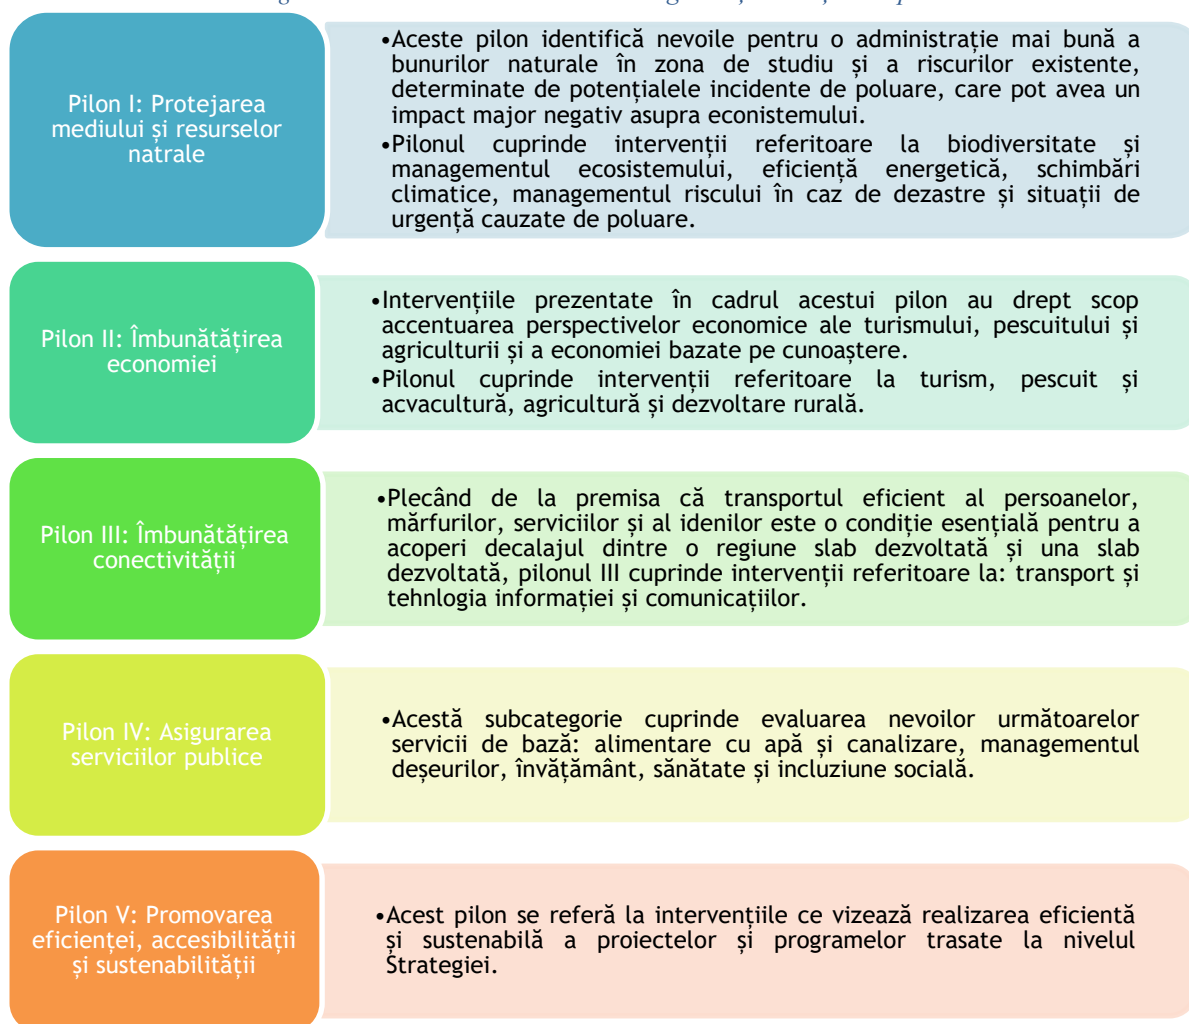 Pilon I: Protejarea
mediului și resurselor
natrale
•Aceste pilon identifică nevoile pentru o administrație mai bună a
bunurilor naturale în zona de studiu și a riscurilor existente,
determinate de potențialele incidente de poluare, care pot avea un
impact major negativ asupra econistemului.
•Pilonul cuprinde intervenții referitoare la biodiversitate și
managementul ecosistemului, eficiență energetică, schimbări
climatice, managementul riscului în caz de dezastre și situații de
urgență cauzate de poluare.
Pilon II: Îmbunătățirea
economiei
•Intervențiile prezentate în cadrul acestui pilon au drept scop
accentuarea perspectivelor economice ale turismului, pescuitului și
agriculturii și a economiei bazate pe cunoaștere.
•Pilonul cuprinde intervenții referitoare la turism, pescuit și
acvacultură, agricultură și dezvoltare rurală.
Pilon III: Îmbunătățirea
conectivității
•Plecând de la premisa că transportul eficient al persoanelor,
mărfurilor, serviciilor și al idenilor este o condiție esențială pentru a
acoperi decalajul dintre o regiune slab dezvoltată și una slab
dezvoltată, pilonul III cuprinde intervenții referitoare la: transport și
tehnlogia informației și comunicațiilor.
Pilon IV: Asigurarea
serviciilor publice
•Acestă subcategorie cuprinde evaluarea nevoilor următoarelor
servicii de bază: alimentare cu apă și canalizare, managementul
deșeurilor, învățământ, sănătate și incluziune socială.
Pilon V: Promovarea
eficienței, accesibilității
și sustenabilității
•Acest pilon se referă la intervențiile ce vizează realizarea eficientă
și sustenabilă a proiectelor și programelor trasate la nivelul
Strategiei.